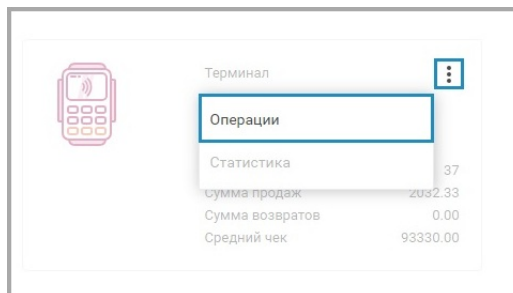 Терминал
Операции
Статистика
37
Сумма продаж 2032.33
Сумма возвратов 0.00
Средний чек 93330.00